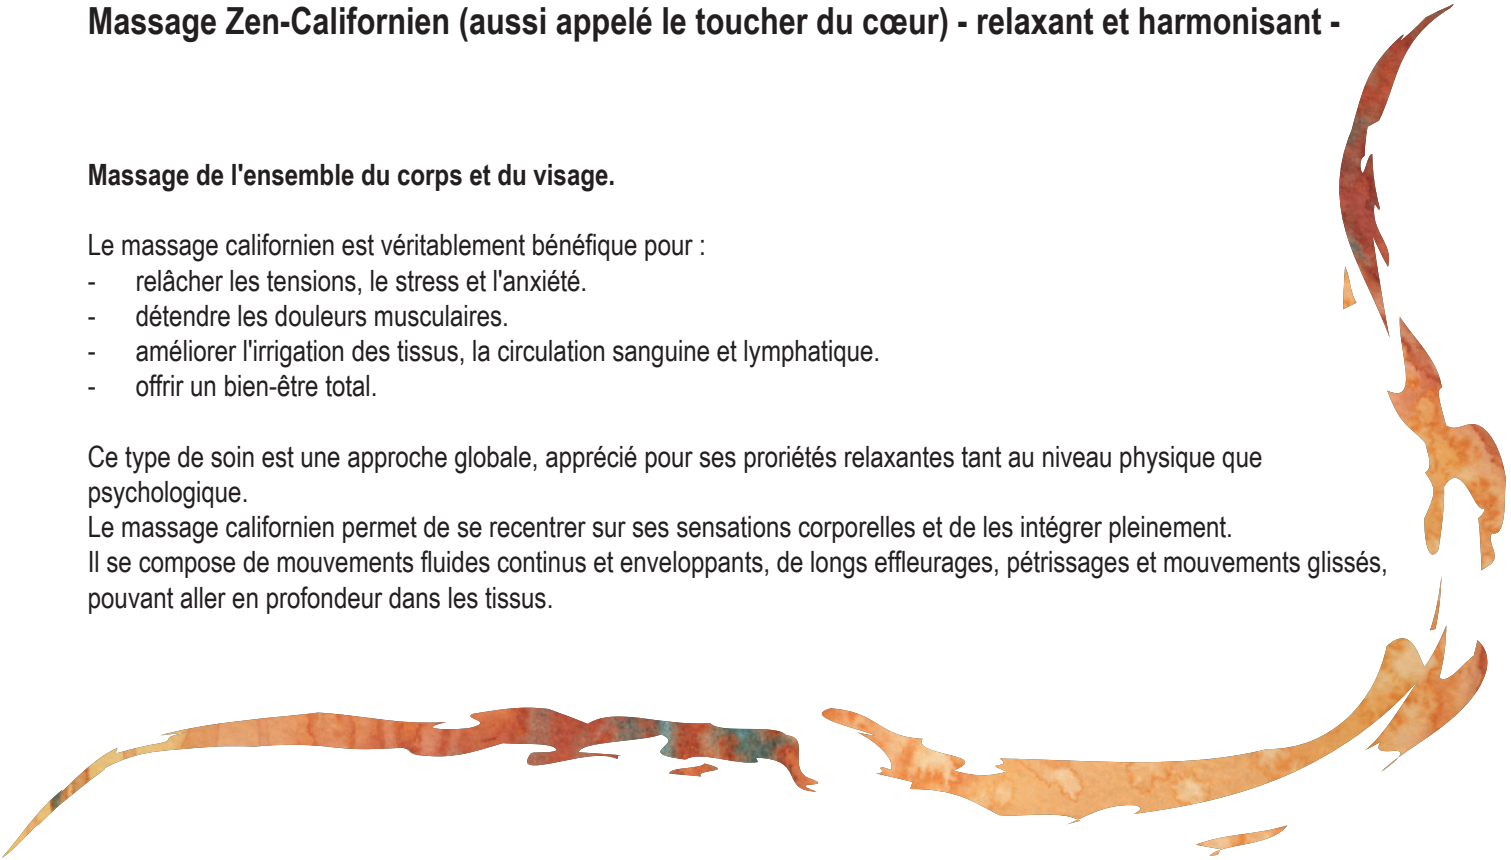 Massage Zen-Californien (aussi appelé le toucher du cœur) - relaxant et harmonisant -
Massage de l'ensemble du corps et du visage.
Le massage californien est véritablement bénéfique pour :
- relâcher les tensions, le stress et l'anxiété.
- détendre les douleurs musculaires.
- améliorer l'irrigation des tissus, la circulation sanguine et lymphatique.
- offrir un bien-être total.
Ce type de soin est une approche globale, apprécié pour ses proriétés relaxantes tant au niveau physique que
psychologique.
Le massage californien permet de se recentrer sur ses sensations corporelles et de les intégrer pleinement.
Il se compose de mouvements fluides continus et enveloppants, de longs effleurages, pétrissages et mouvements glissés,
pouvant aller en profondeur dans les tissus.